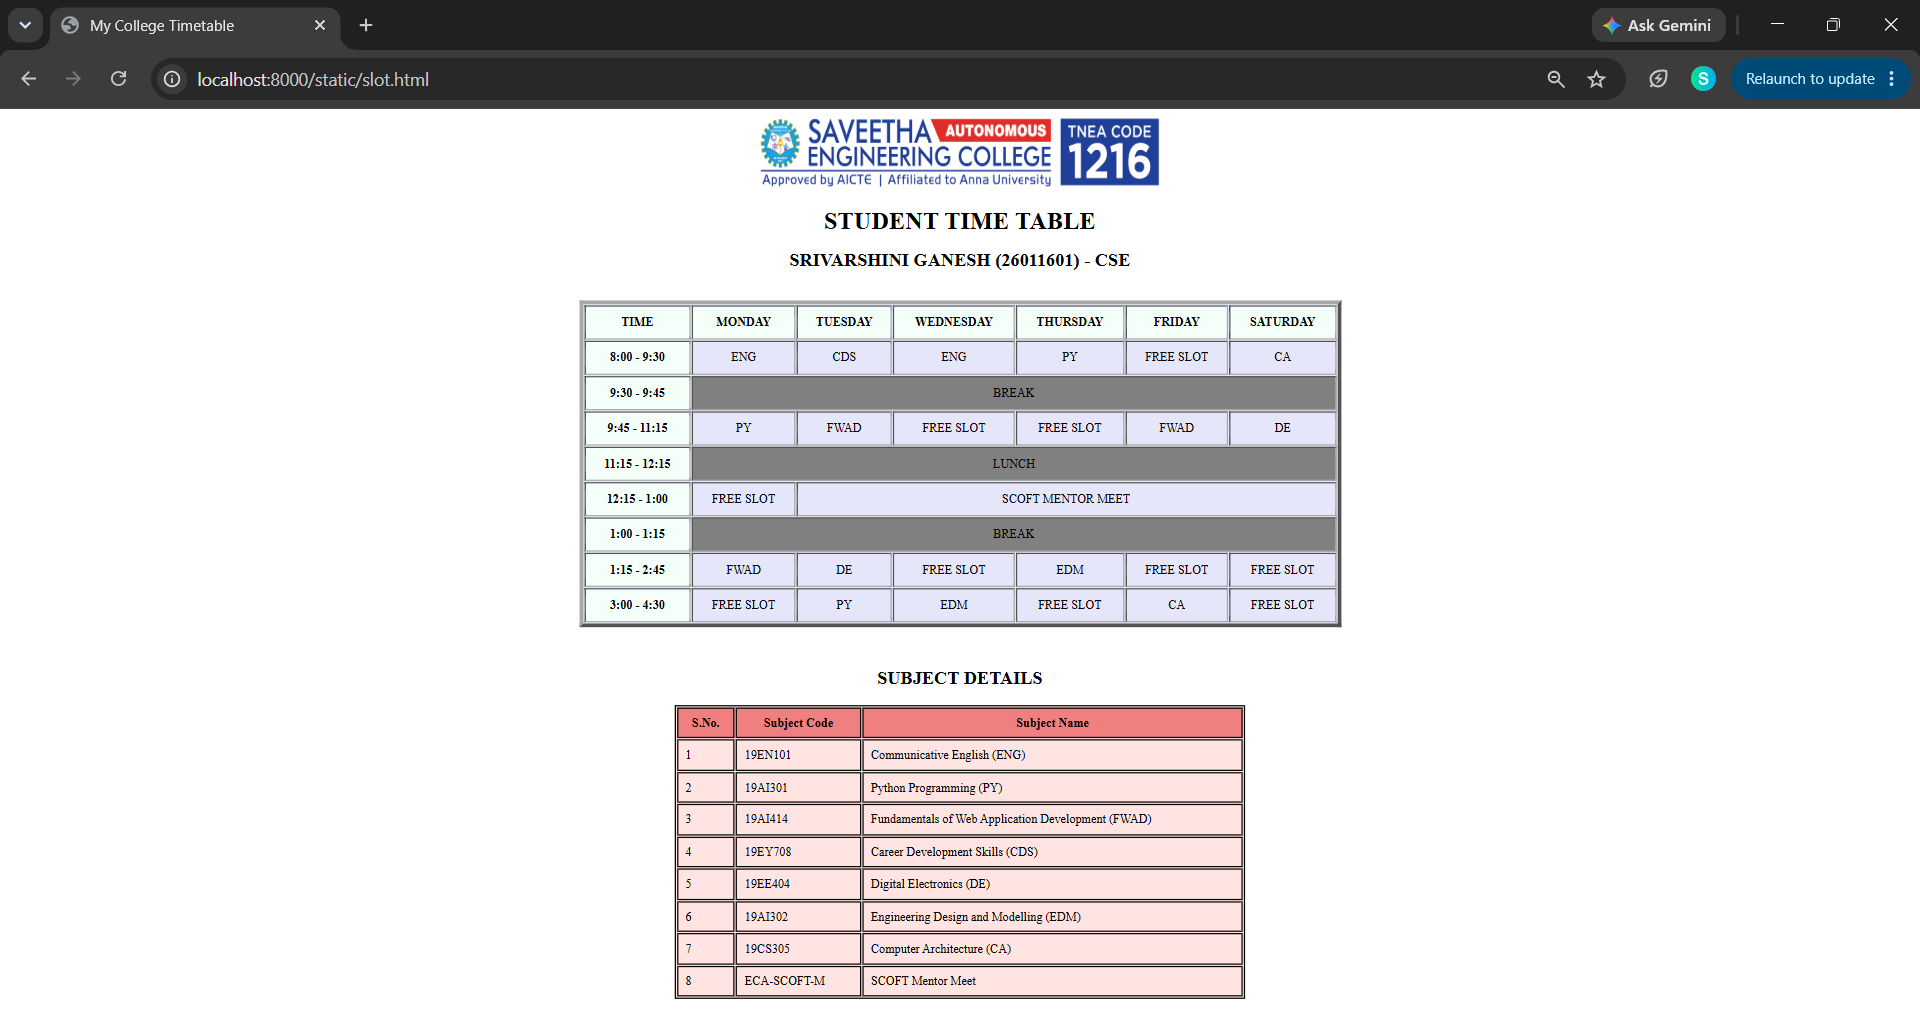 My College Timetable
Ask Gemini
localhost:8000/static/slot.html
S
Relaunch to update
SAVEETHA AUTONOMOUS
ENGINEERING COLLEGE
Approved by AICTE | Affiliated to Anna University
TNEA CODE
1216
STUDENT TIME TABLE
SRIVARSHINI GANESH (26011601) - CSE
TIME MONDAY TUESDAY WEDNESDAY THURSDAY FRIDAY SATURDAY
8:00 - 9:30 ENG CDS ENG PY FREE SLOT CA
9:30 - 9:45 BREAK
9:45 - 11:15 PY FWAD FREE SLOT FREE SLOT FWAD DE
11:15 - 12:15 LUNCH
12:15 - 1:00 FREE SLOT SCOFT MENTOR MEET
1:00 - 1:15 BREAK
1:15 - 2:45 FWAD DE FREE SLOT EDM FREE SLOT FREE SLOT
3:00 - 4:30 FREE SLOT PY EDM FREE SLOT CA FREE SLOT
SUBJECT DETAILS
S.No. Subject Code Subject Name
1 19EN101 Communicative English (ENG)
2 19AI301 Python Programming (PY)
3 19AI414 Fundamentals of Web Application Development (FWAD)
4 19EY708 Career Development Skills (CDS)
5 19EE404 Digital Electronics (DE)
6 19AI302 Engineering Design and Modelling (EDM)
7 19CS305 Computer Architecture (CA)
8 ECA-SCOFT-M SCOFT Mentor Meet